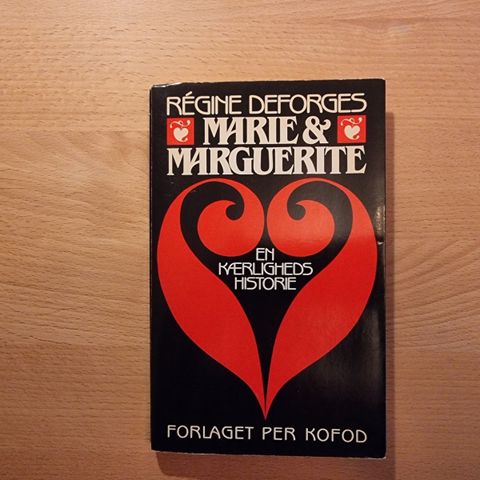 RÉGINE DEFORGES
MARIE &
MARGUERITE
EN
KÆRLIGHEDS
HISTORIE
FORLAGET PER KOFOD